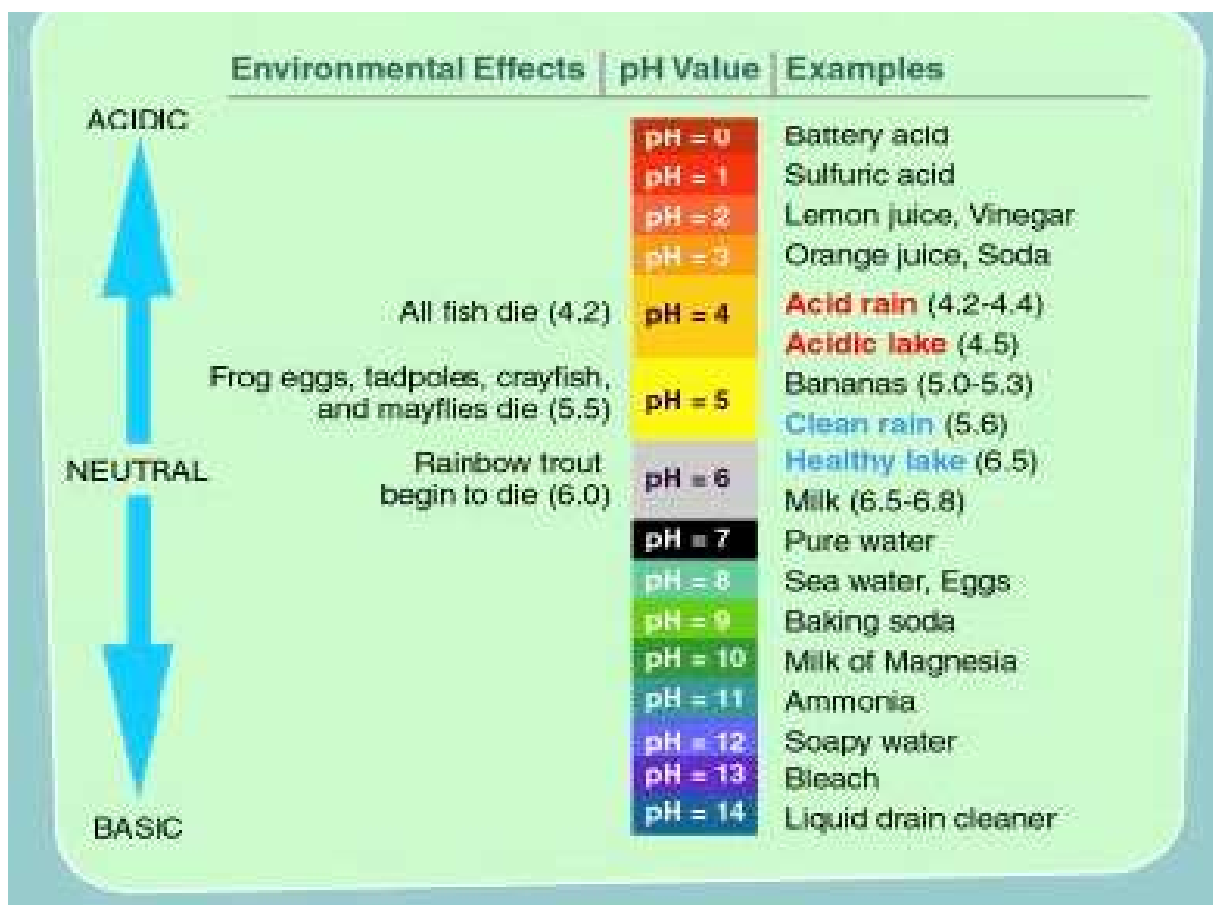 Environmental Effects | pH Value | Examples
ACIDIC
pH = 0 Battery acid
pH = 1 Sulfuric acid
pH = 2 Lemon juice, Vinegar
pH = 3 Orange juice, Soda
All fish die (4.2) pH = 4 Acid rain (4.2-4.4)
Acidic lake (4.5)
Frog eggs, tadpoles, crayfish,
and mayflies die (5.5) pH = 5 Bananas (5.0-5.3)
Clean rain (5.6)
NEUTRAL
Rainbow trout
begin to die (6.0) pH = 6 Healthy lake (6.5)
Milk (6.5-6.8)
pH = 7 Pure water
pH = 8 Sea water, Eggs
pH = 9 Baking soda
pH = 10 Milk of Magnesia
pH = 11 Ammonia
pH = 12 Soapy water
pH = 13 Bleach
pH = 14 Liquid drain cleaner
BASIC